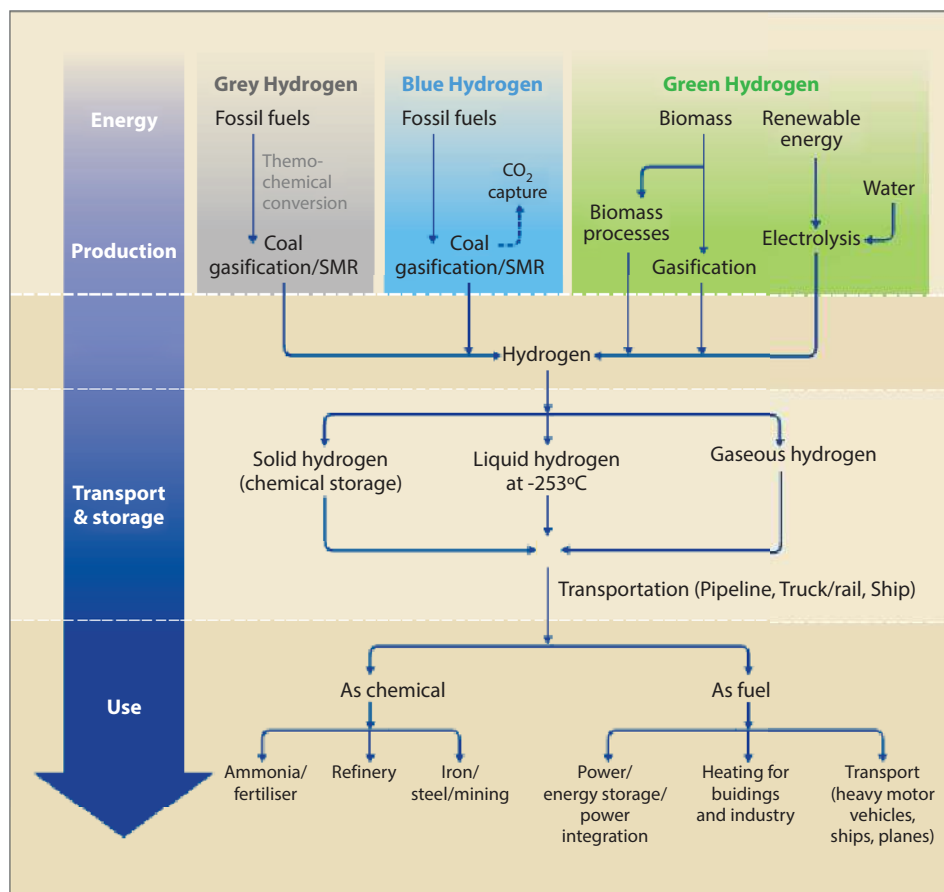 Grey Hydrogen
Blue Hydrogen
Green Hydrogen
Energy
Fossil fuels
Fossil fuels
Biomass
Renewable
energy
Themo-
chemical
conversion
CO₂
capture
Water
Biomass
processes
Production
Coal
gasification/SMR
Coal
gasification/SMR
Gasification
Electrolysis
Hydrogen
Transport
& storage
Solid hydrogen
(chemical storage)
Liquid hydrogen
at -253ºC
Gaseous hydrogen
Transportation (Pipeline, Truck/rail, Ship)
Use
As chemical
As fuel
Ammonia/
fertiliser
Refinery
Iron/
steel/mining
Power/
energy storage/
power
integration
Heating for
buidings
and industry
Transport
(heavy motor
vehicles,
ships, planes)